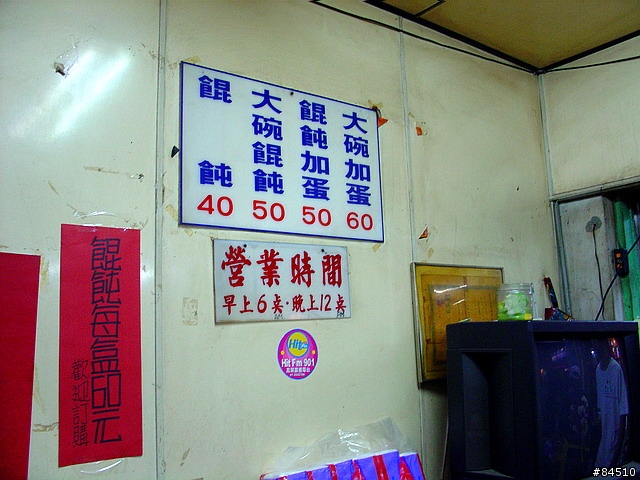 餛飩 40
大碗餛飩 50
餛飩加蛋 50
大碗加蛋 60
營業時間
早上6点·晚上12点
餛飩每盒60元
歡迎訂購
Hit
Hit Fm 901
#84510